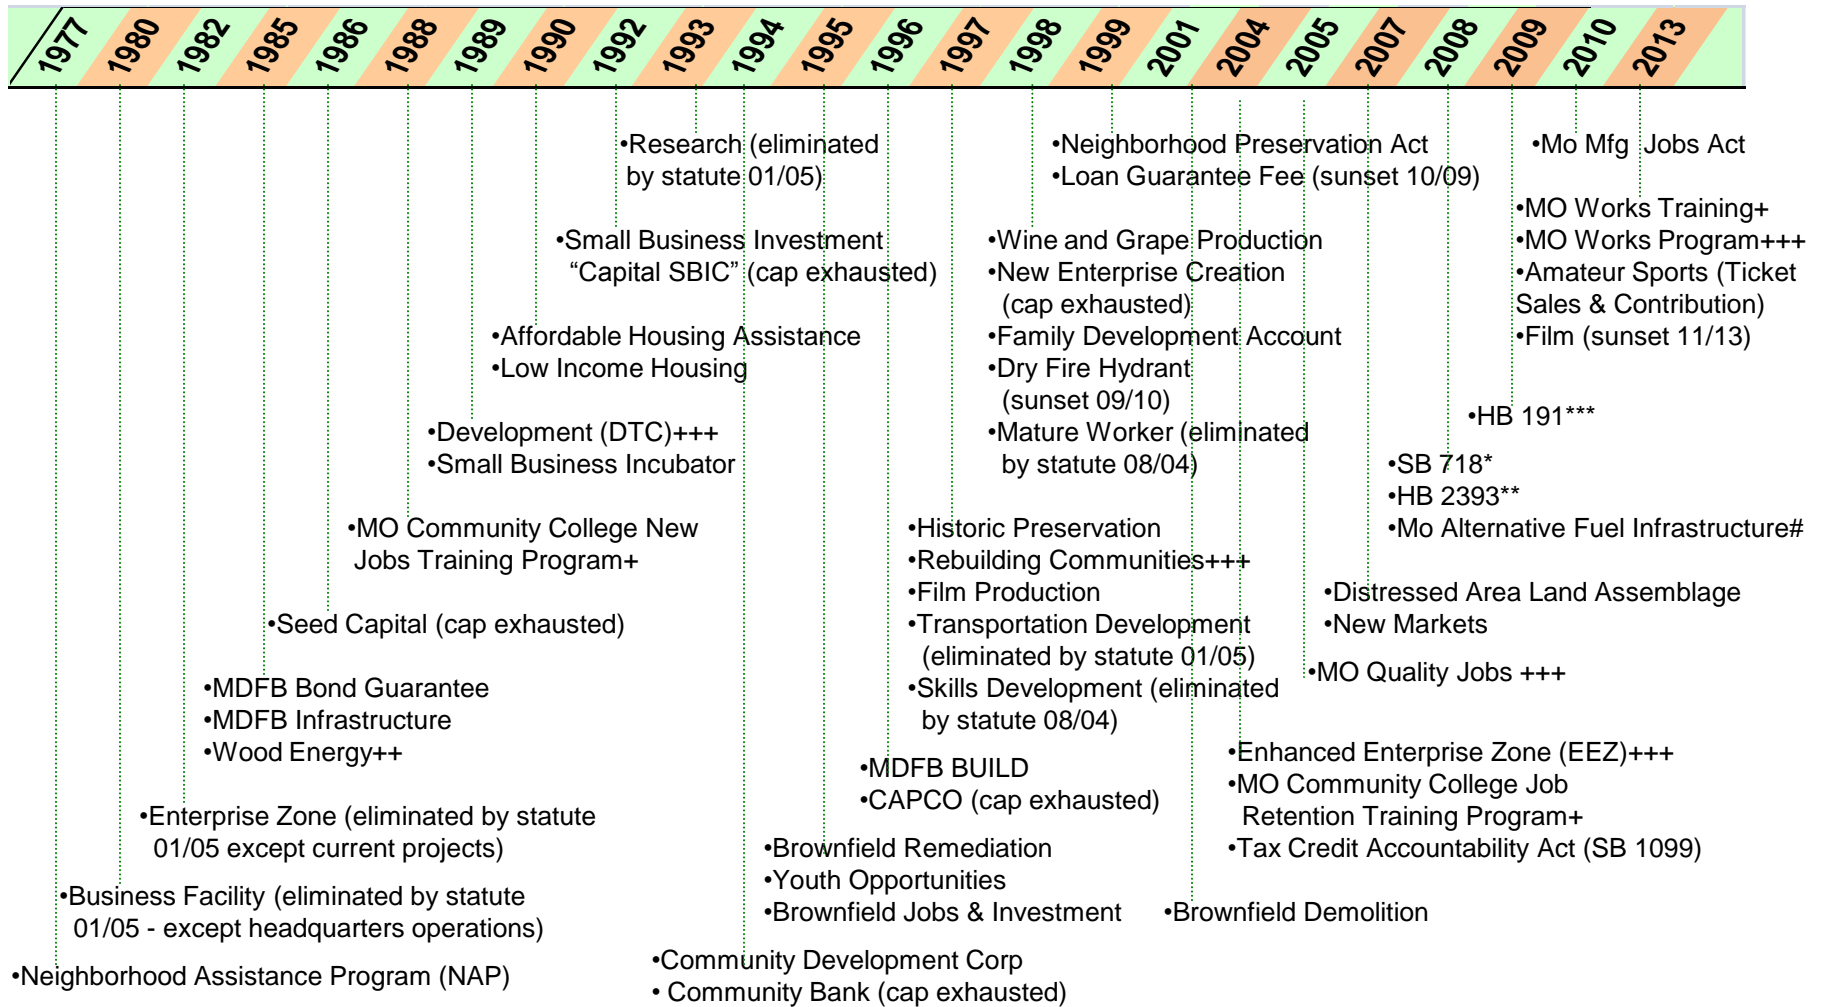 1977 1980 1982 1985 1986 1988 1989 1990 1992 1993 1994 1995 1996 1997 1998 1999 2001 2004 2005 2007 2008 2009 2010 2013
•Research (eliminated
by statute 01/05)
•Neighborhood Preservation Act
•Loan Guarantee Fee (sunset 10/09)
•Mo Mfg Jobs Act
•MO Works Training+
•MO Works Program+++
•Amateur Sports (Ticket
Sales & Contribution)
•Film (sunset 11/13)
•Small Business Investment
“Capital SBIC” (cap exhausted)
•Wine and Grape Production
•New Enterprise Creation
(cap exhausted)
•Family Development Account
•Dry Fire Hydrant
(sunset 09/10)
•Mature Worker (eliminated
by statute 08/04)
•Affordable Housing Assistance
•Low Income Housing
•HB 191***
•Development (DTC)+++
•Small Business Incubator
•SB 718*
•HB 2393**
•Mo Alternative Fuel Infrastructure#
•MO Community College New
Jobs Training Program+
•Historic Preservation
•Rebuilding Communities+++
•Film Production
•Transportation Development
(eliminated by statute 01/05)
•Skills Development (eliminated
by statute 08/04)
•Distressed Area Land Assemblage
•New Markets
•Seed Capital (cap exhausted)
•MO Quality Jobs +++
•MDFB Bond Guarantee
•MDFB Infrastructure
•Wood Energy++
•MDFB BUILD
•CAPCO (cap exhausted)
•Enhanced Enterprise Zone (EEZ)+++
•MO Community College Job
Retention Training Program+
•Tax Credit Accountability Act (SB 1099)
•Enterprise Zone (eliminated by statute
01/05 except current projects)
•Brownfield Remediation
•Youth Opportunities
•Brownfield Jobs & Investment
•Brownfield Demolition
•Business Facility (eliminated by statute
01/05 - except headquarters operations)
•Neighborhood Assistance Program (NAP)
•Community Development Corp
• Community Bank (cap exhausted)